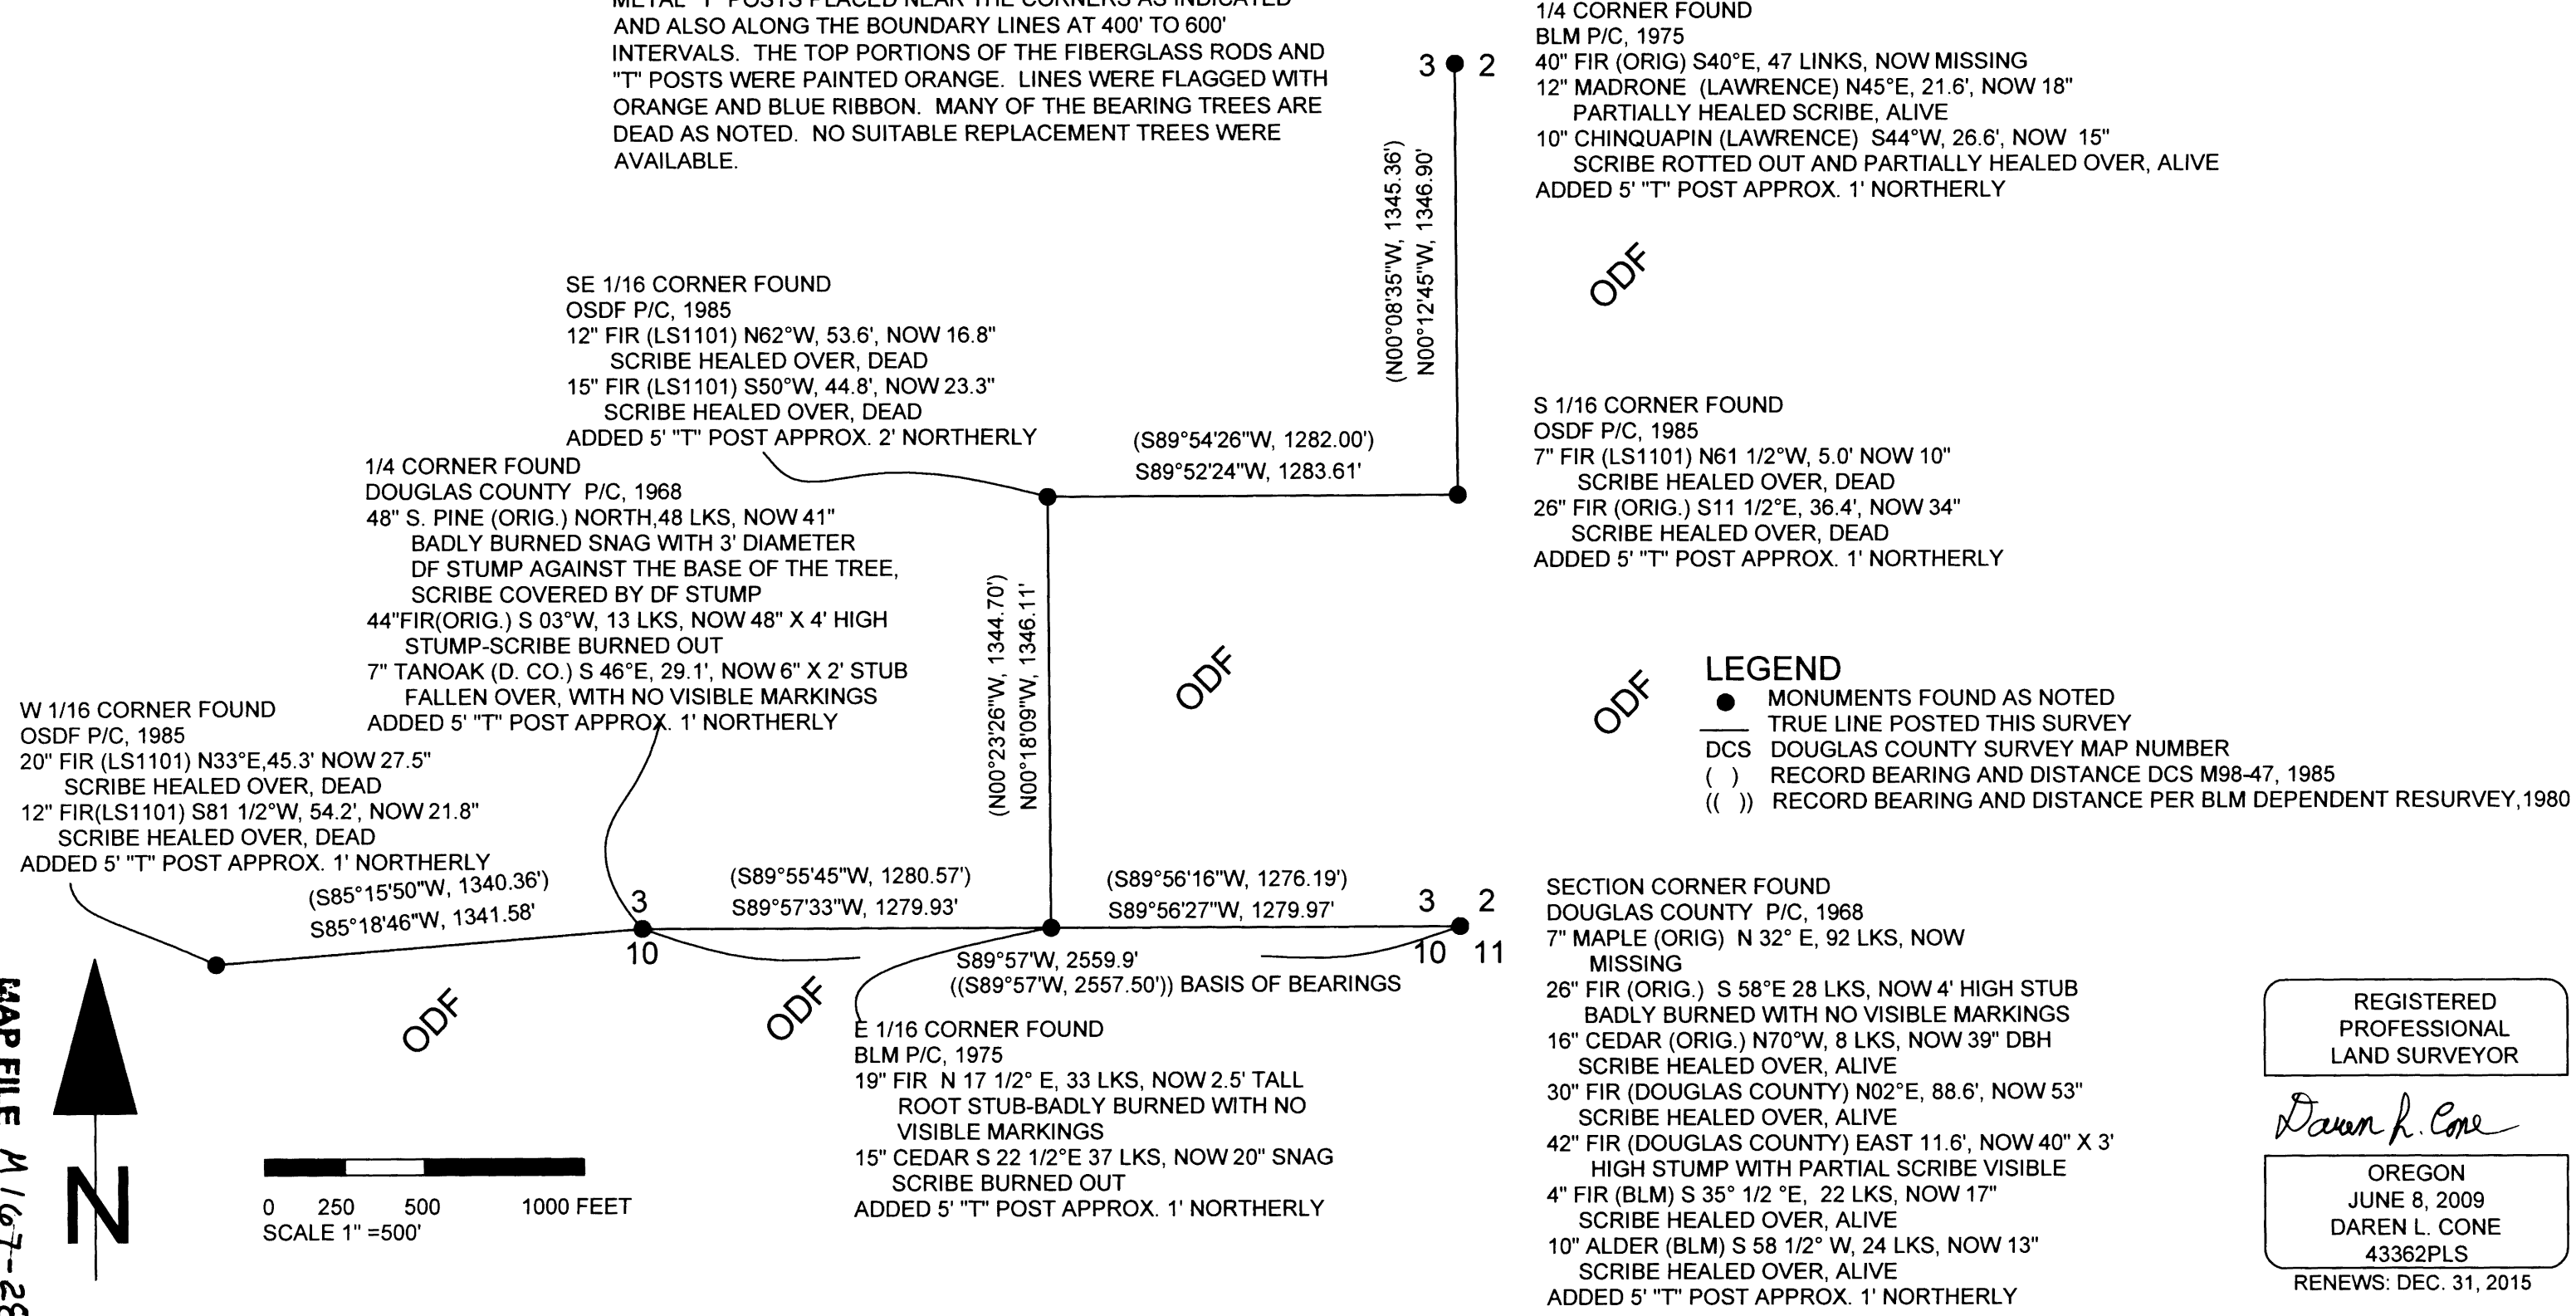 METAL "T" POSTS PLACED NEAR THE CORNERS AS INDICATED
AND ALSO ALONG THE BOUNDARY LINES AT 400' TO 600'
INTERVALS. THE TOP PORTIONS OF THE FIBERGLASS RODS AND
"T" POSTS WERE PAINTED ORANGE. LINES WERE FLAGGED WITH
ORANGE AND BLUE RIBBON. MANY OF THE BEARING TREES ARE
DEAD AS NOTED. NO SUITABLE REPLACEMENT TREES WERE
AVAILABLE.
3 2
1/4 CORNER FOUND
BLM P/C, 1975
40" FIR (ORIG) S40°E, 47 LINKS, NOW MISSING
12" MADRONE (LAWRENCE) N45°E, 21.6', NOW 18"
PARTIALLY HEALED SCRIBE, ALIVE
10" CHINQUAPIN (LAWRENCE) S44°W, 26.6', NOW 15"
SCRIBE ROTTED OUT AND PARTIALLY HEALED OVER, ALIVE
ADDED 5' "T" POST APPROX. 1' NORTHERLY
(N00°08'35"W, 1345.36')
N00°12'45"W, 1346.90'
ODF
SE 1/16 CORNER FOUND
OSDF P/C, 1985
12" FIR (LS1101) N62°W, 53.6', NOW 16.8"
SCRIBE HEALED OVER, DEAD
15" FIR (LS1101) S50°W, 44.8', NOW 23.3"
SCRIBE HEALED OVER, DEAD
ADDED 5' "T" POST APPROX. 2' NORTHERLY
(S89°54'26"W, 1282.00')
S89°52'24"W, 1283.61'
S 1/16 CORNER FOUND
OSDF P/C, 1985
7" FIR (LS1101) N61 1/2°W, 5.0' NOW 10"
SCRIBE HEALED OVER, DEAD
26" FIR (ORIG.) S11 1/2°E, 36.4', NOW 34"
SCRIBE HEALED OVER, DEAD
ADDED 5' "T" POST APPROX. 1' NORTHERLY
1/4 CORNER FOUND
DOUGLAS COUNTY P/C, 1968
48" S. PINE (ORIG.) NORTH,48 LKS, NOW 41"
BADLY BURNED SNAG WITH 3' DIAMETER
DF STUMP AGAINST THE BASE OF THE TREE,
SCRIBE COVERED BY DF STUMP
44"FIR(ORIG.) S 03°W, 13 LKS, NOW 48" X 4' HIGH
STUMP-SCRIBE BURNED OUT
7" TANOAK (D. CO.) S 46°E, 29.1', NOW 6" X 2' STUB
FALLEN OVER, WITH NO VISIBLE MARKINGS
ADDED 5' "T" POST APPROX. 1' NORTHERLY
(N00°23'26"W, 1344.70')
N00°18'09"W, 1346.11'
ODF
ODF
LEGEND
MONUMENTS FOUND AS NOTED
TRUE LINE POSTED THIS SURVEY
DCS DOUGLAS COUNTY SURVEY MAP NUMBER
( ) RECORD BEARING AND DISTANCE DCS M98-47, 1985
(( )) RECORD BEARING AND DISTANCE PER BLM DEPENDENT RESURVEY,1980
W 1/16 CORNER FOUND
OSDF P/C, 1985
20" FIR (LS1101) N33°E,45.3' NOW 27.5"
SCRIBE HEALED OVER, DEAD
12" FIR(LS1101) S81 1/2°W, 54.2', NOW 21.8"
SCRIBE HEALED OVER, DEAD
ADDED 5' "T" POST APPROX. 1' NORTHERLY
(S85°15'50"W, 1340.36')
S85°18'46"W, 1341.58'
3
10
(S89°55'45"W, 1280.57')
S89°57'33"W, 1279.93'
(S89°56'16"W, 1276.19')
S89°56'27"W, 1279.97'
3 2
10 11
S89°57'W, 2559.9'
((S89°57'W, 2557.50')) BASIS OF BEARINGS
ODF
ODF
E 1/16 CORNER FOUND
BLM P/C, 1975
19" FIR N 17 1/2° E, 33 LKS, NOW 2.5' TALL
ROOT STUB-BADLY BURNED WITH NO
VISIBLE MARKINGS
15" CEDAR S 22 1/2°E 37 LKS, NOW 20" SNAG
SCRIBE BURNED OUT
ADDED 5' "T" POST APPROX. 1' NORTHERLY
SECTION CORNER FOUND
DOUGLAS COUNTY P/C, 1968
7" MAPLE (ORIG) N 32° E, 92 LKS, NOW
MISSING
26" FIR (ORIG.) S 58°E 28 LKS, NOW 4' HIGH STUB
BADLY BURNED WITH NO VISIBLE MARKINGS
16" CEDAR (ORIG.) N70°W, 8 LKS, NOW 39" DBH
SCRIBE HEALED OVER, ALIVE
30" FIR (DOUGLAS COUNTY) N02°E, 88.6', NOW 53"
SCRIBE HEALED OVER, ALIVE
42" FIR (DOUGLAS COUNTY) EAST 11.6', NOW 40" X 3'
HIGH STUMP WITH PARTIAL SCRIBE VISIBLE
4" FIR (BLM) S 35° 1/2 °E, 22 LKS, NOW 17"
SCRIBE HEALED OVER, ALIVE
10" ALDER (BLM) S 58 1/2° W, 24 LKS, NOW 13"
SCRIBE HEALED OVER, ALIVE
ADDED 5' "T" POST APPROX. 1' NORTHERLY
MAP FILE M167-28
N
0 250 500 1000 FEET
SCALE 1" =500'
REGISTERED
PROFESSIONAL
LAND SURVEYOR
Daren L. Cone
OREGON
JUNE 8, 2009
DAREN L. CONE
43362PLS
RENEWS: DEC. 31, 2015